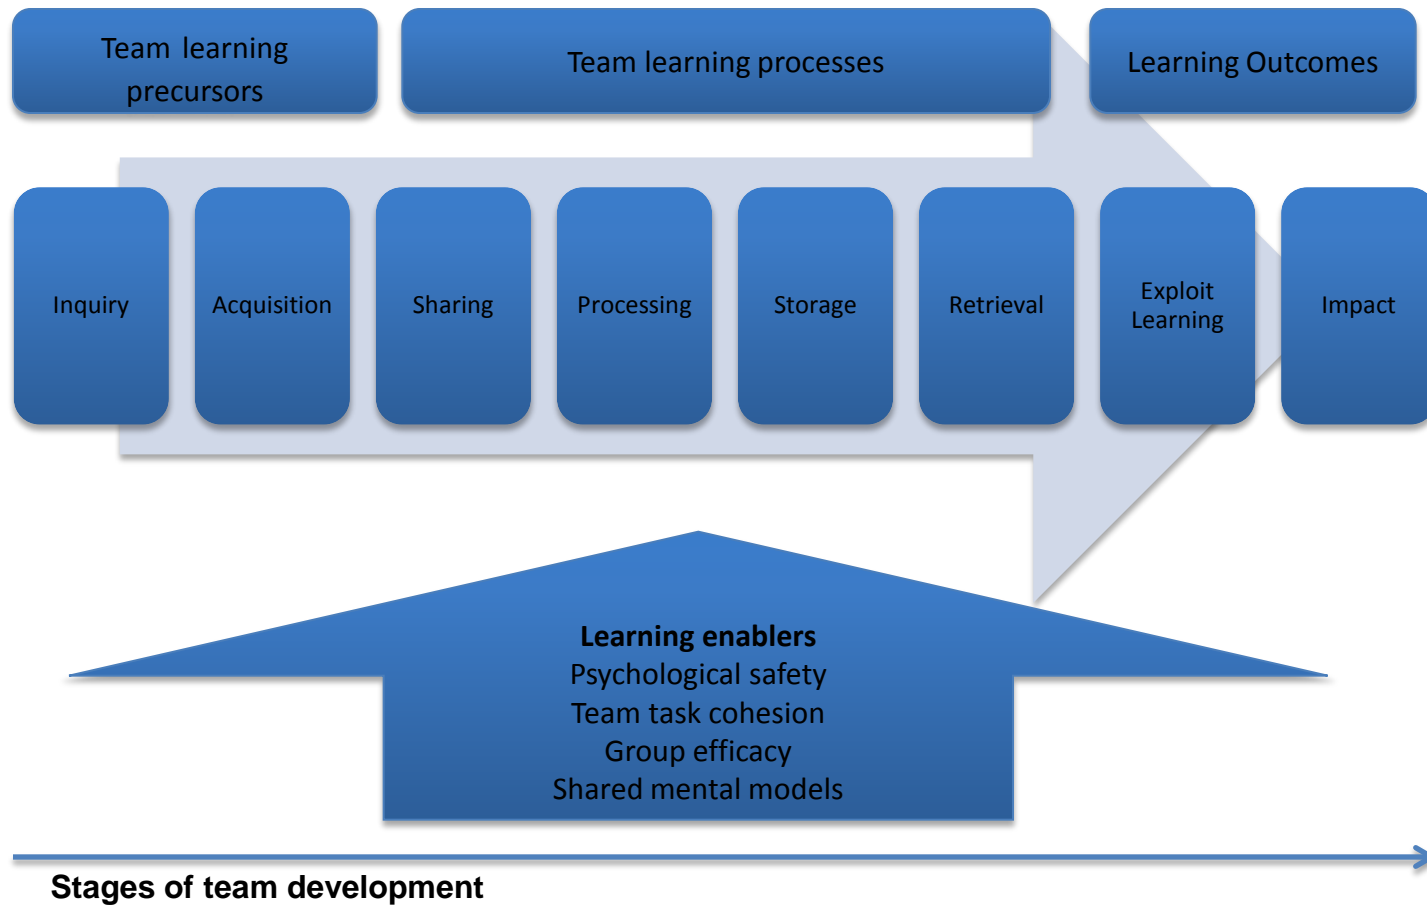 Team learning
precursors
Team learning processes
Learning Outcomes
Inquiry
Acquisition
Sharing
Processing
Storage
Retrieval
Exploit
Learning
Impact
Learning enablers
Psychological safety
Team task cohesion
Group efficacy
Shared mental models
Stages of team development